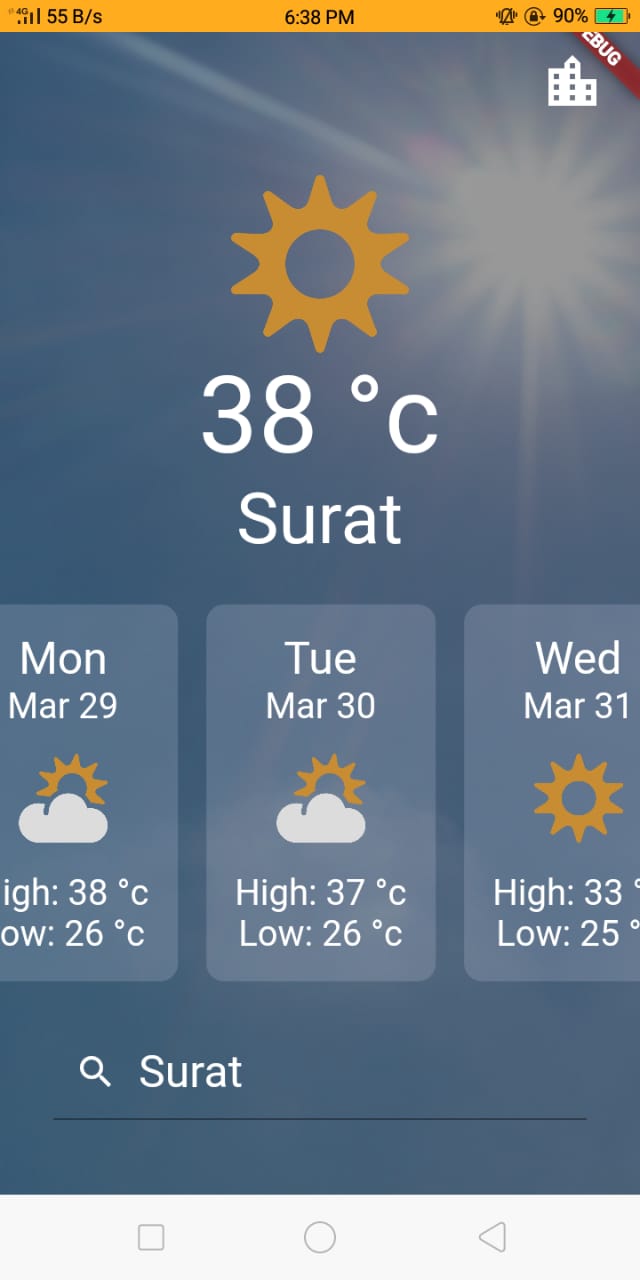 4G 55 B/s 6:38 PM 90%
EBUG
38 °c
Surat
Mon Tue Wed
Mar 29 Mar 30 Mar 31
igh: 38 °c High: 37 °c High: 33 °
ow: 26 °c Low: 26 °c Low: 25 °
Surat